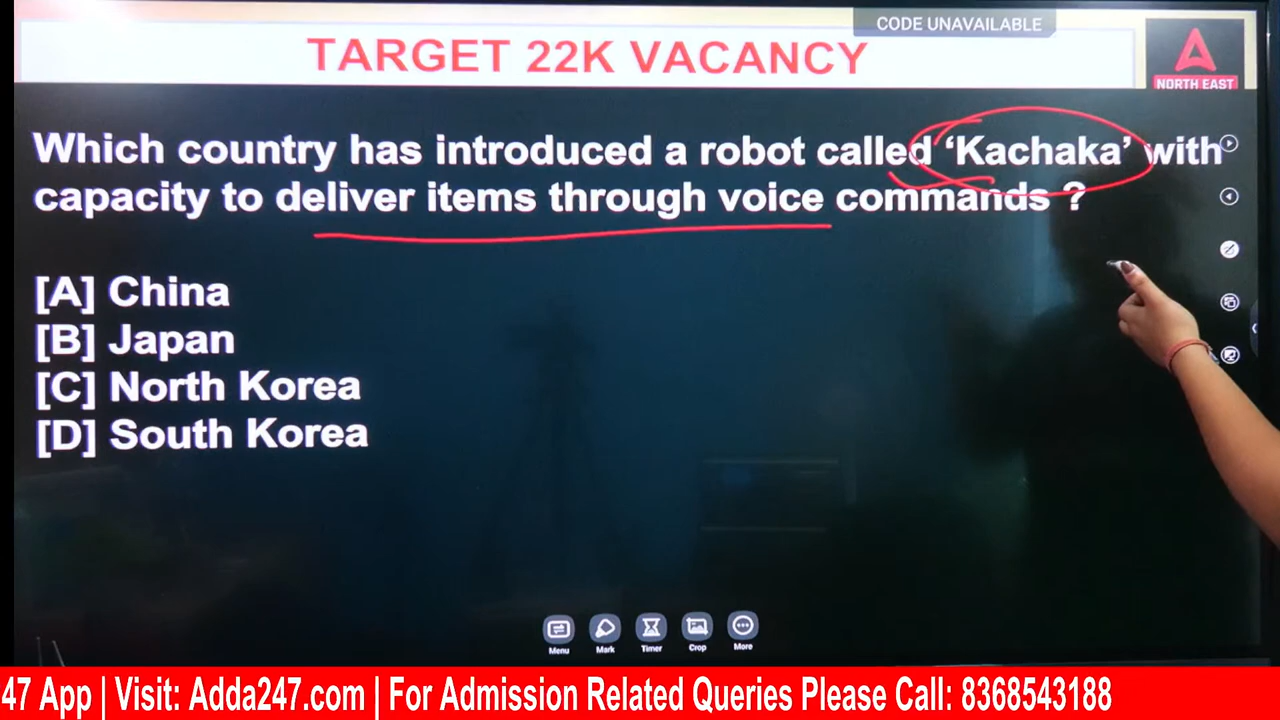 CODE UNAVAILABLE
TARGET 22K VACANCY
NORTH EAST
Which country has introduced a robot called ‘Kachaka’ with
capacity to deliver items through voice commands ?
[A] China
[B] Japan
[C] North Korea
[D] South Korea
Menu
Mark
Timer
Crop
More
47 App | Visit: Adda247.com | For Admission Related Queries Please Call: 8368543188